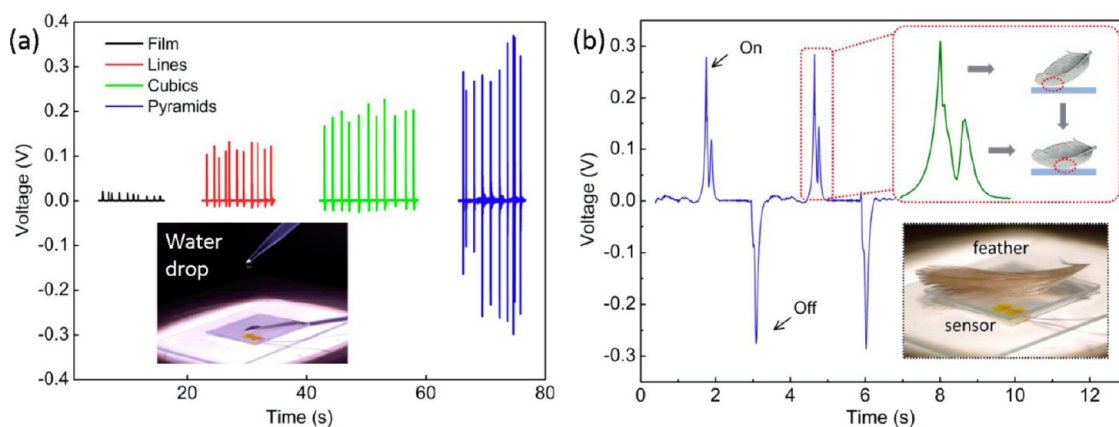 (a)
0.4
0.3
0.2
0.1
0.0
-0.1
-0.2
-0.3
-0.4
Voltage (V)
Film
Lines
Cubics
Pyramids
Water
drop
20
40
60
80
Time (s)
(b)
0.3
0.2
0.1
0.0
-0.1
-0.2
-0.3
Voltage (V)
On
Off
feather
sensor
0
2
4
6
8
10
12
Time (s)